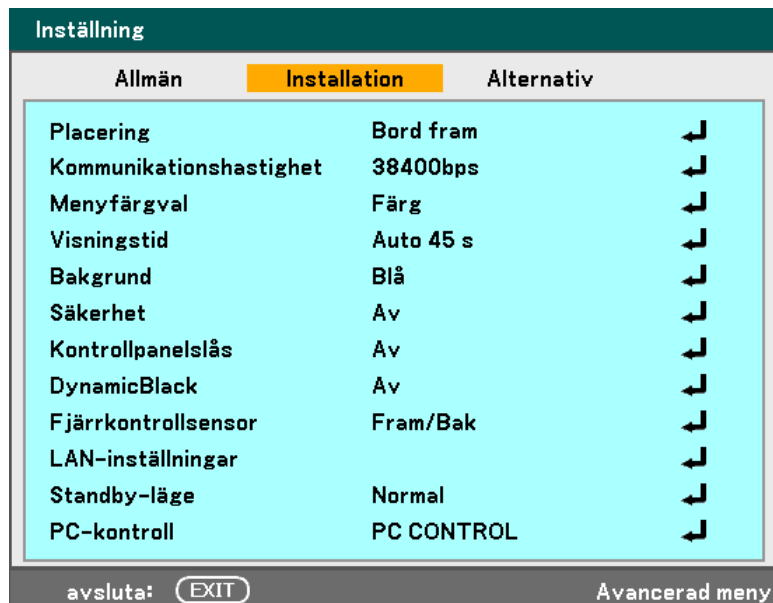 Inställning
Allmän Installation Alternativ
Placering Bord fram
Kommunikationshastighet 38400bps
Menyfärgval Färg
Visningstid Auto 45 s
Bakgrund Blå
Säkerhet Av
Kontrollpanelslås Av
DynamicBlack Av
Fjärrkontrollsensor Fram/Bak
LAN-inställningar
Standby-läge Normal
PC-kontroll PC CONTROL
avsluta: EXIT Avancerad meny